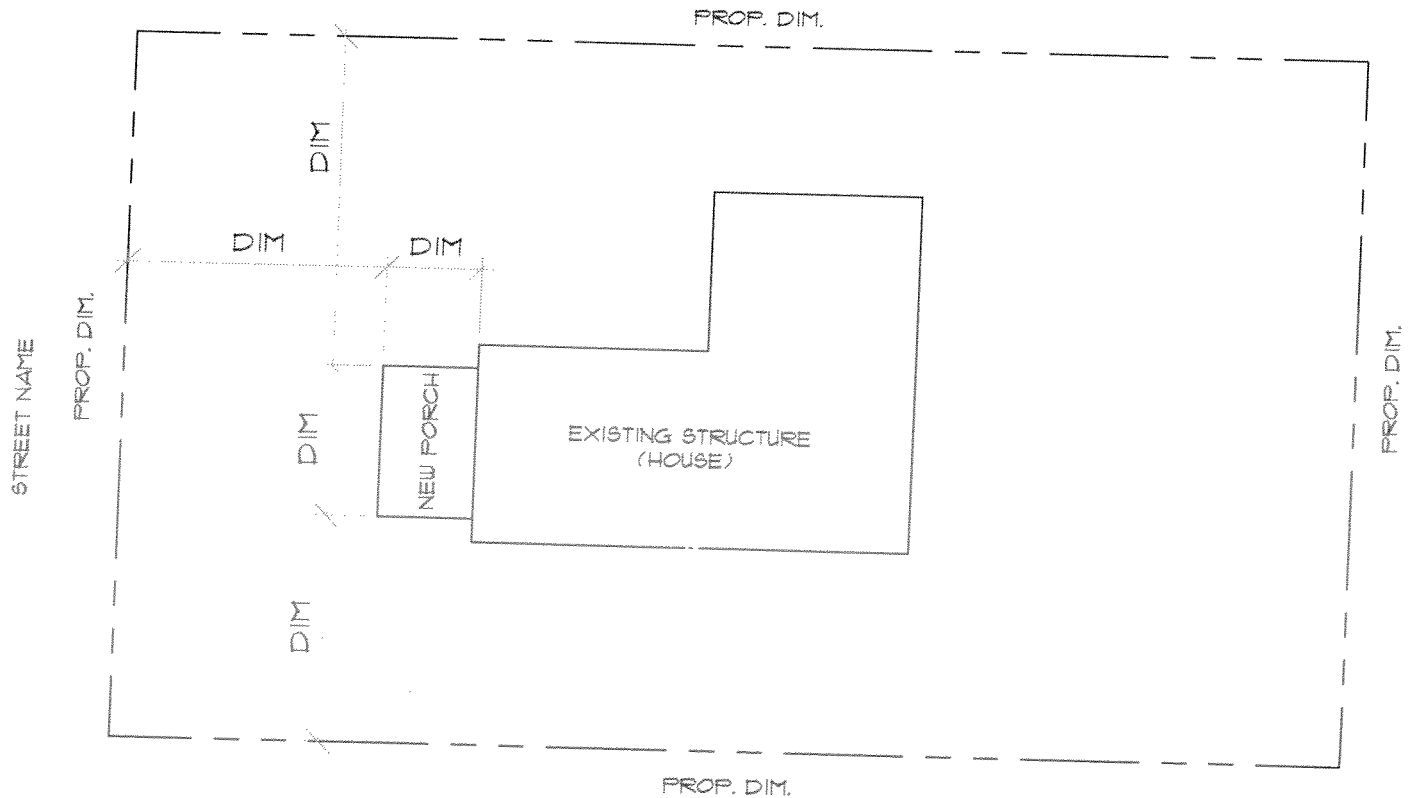 PROP. DIM.
DIM
DIM
DIM
PROP. DIM.
STREET NAME
PROP. DIM.
DIM
NEW PORCH
EXISTING STRUCTURE
(HOUSE)
DIM
PROP. DIM.